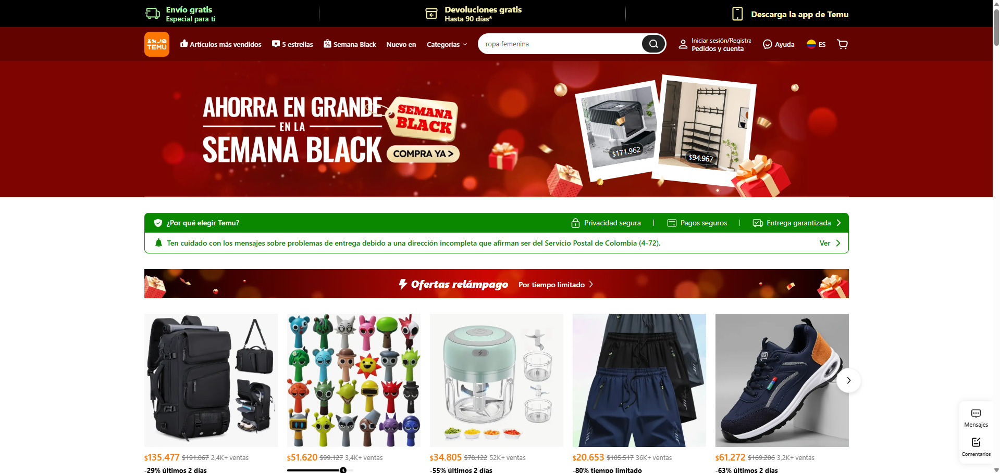 Envío gratis
Especial para ti
Devoluciones gratis
Hasta 90 días*
Descarga la app de Temu
TEMU
Artículos más vendidos
5 estrellas
Semana Black
Nuevo en
Categorías
ropa femenina
Iniciar sesión/Registra
Pedidos y cuenta
Ayuda
ES
AHORRA EN GRANDE
EN LA
SEMANA BLACK
SEMANA
BLACK
COMPRA YA >
$171.962
$94.967
¿Por qué elegir Temu?
Privacidad segura
Pagos seguros
Entrega garantizada
Ten cuidado con los mensajes sobre problemas de entrega debido a una dirección incompleta que afirman ser del Servicio Postal de Colombia (4-72).
Ver
Ofertas relámpago
Por tiempo limitado
$135.477 $191.067 2,4K+ ventas
-29% últimos 2 días
$51.620 $99.127 3,4K+ ventas
$34.805 $78.122 52K+ ventas
-55% últimos 2 días
$20.653 $105.517 36K+ ventas
-80% tiempo limitado
$61.272 $169.206 3,2K+ ventas
-63% últimos 2 días
Mensajes
Comentarios